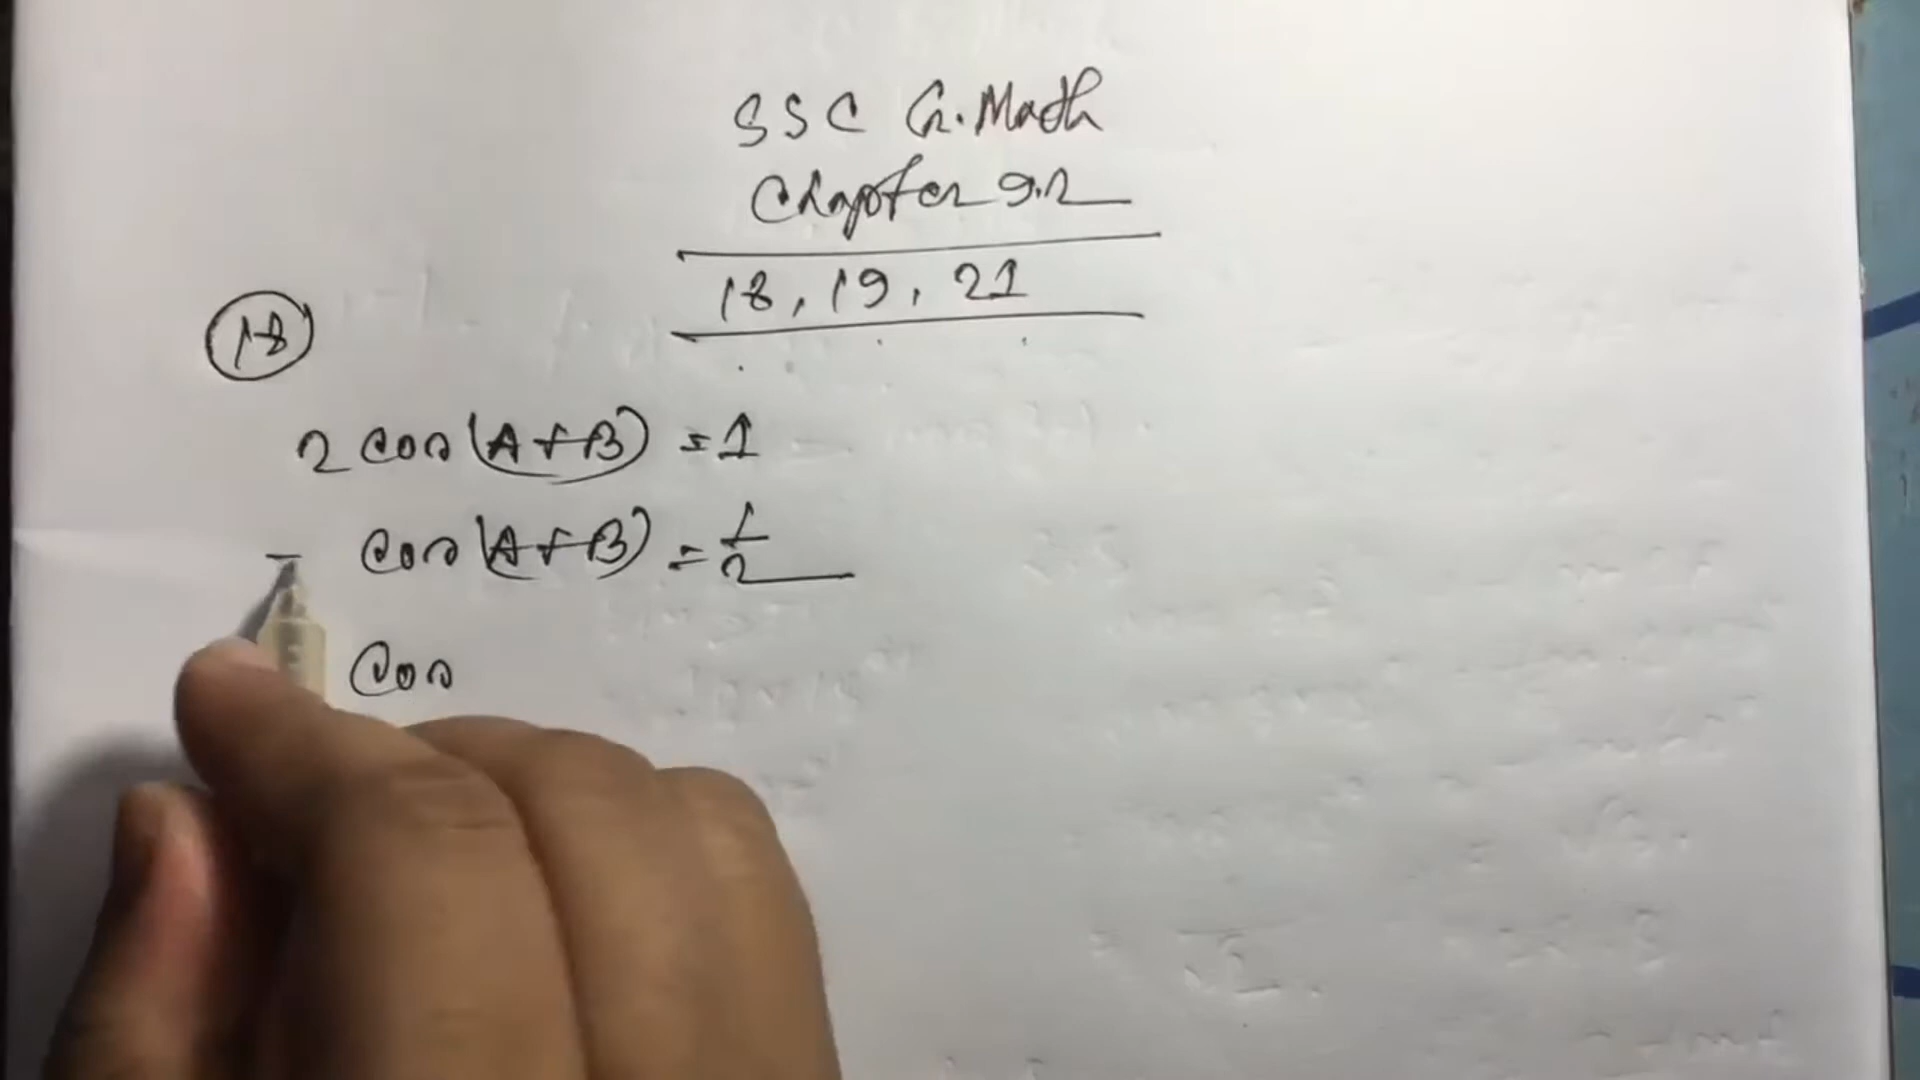 SSC G.Math
Chapter 9.2
18, 19, 21
18
2 cos(A+B) = 1
cos(A+B) = 1/2
cos